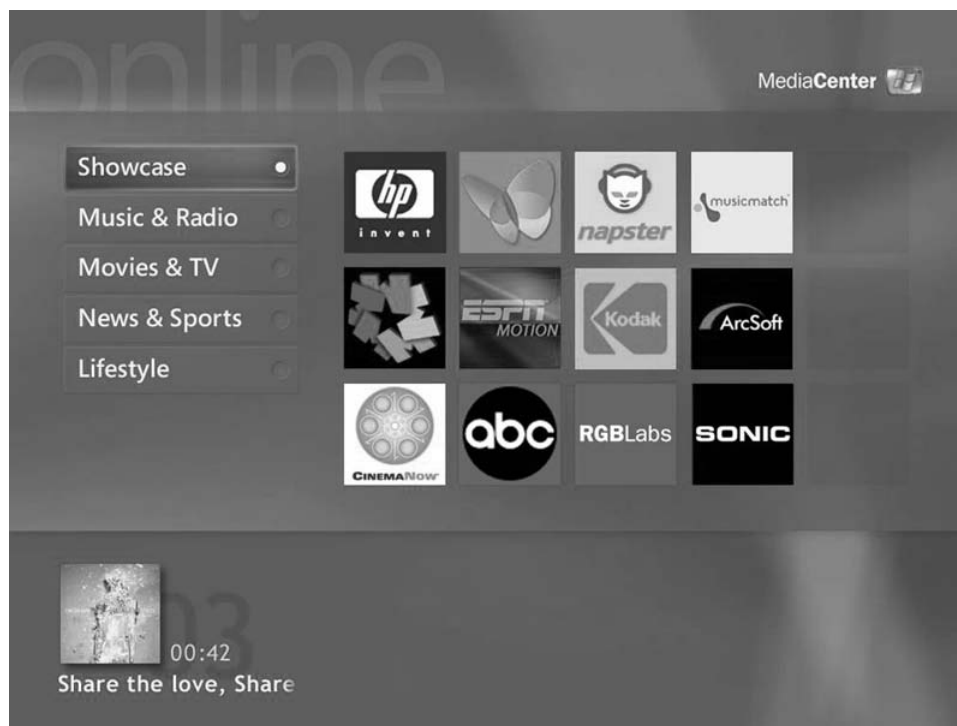 online
MediaCenter
Showcase
Music & Radio
Movies & TV
News & Sports
Lifestyle
hp
invent
napster
musicmatch
ESPN
MOTION
Kodak
ArcSoft
CINEMANOW
abc
RGBLabs
SONIC
03
00:42
Share the love, Share